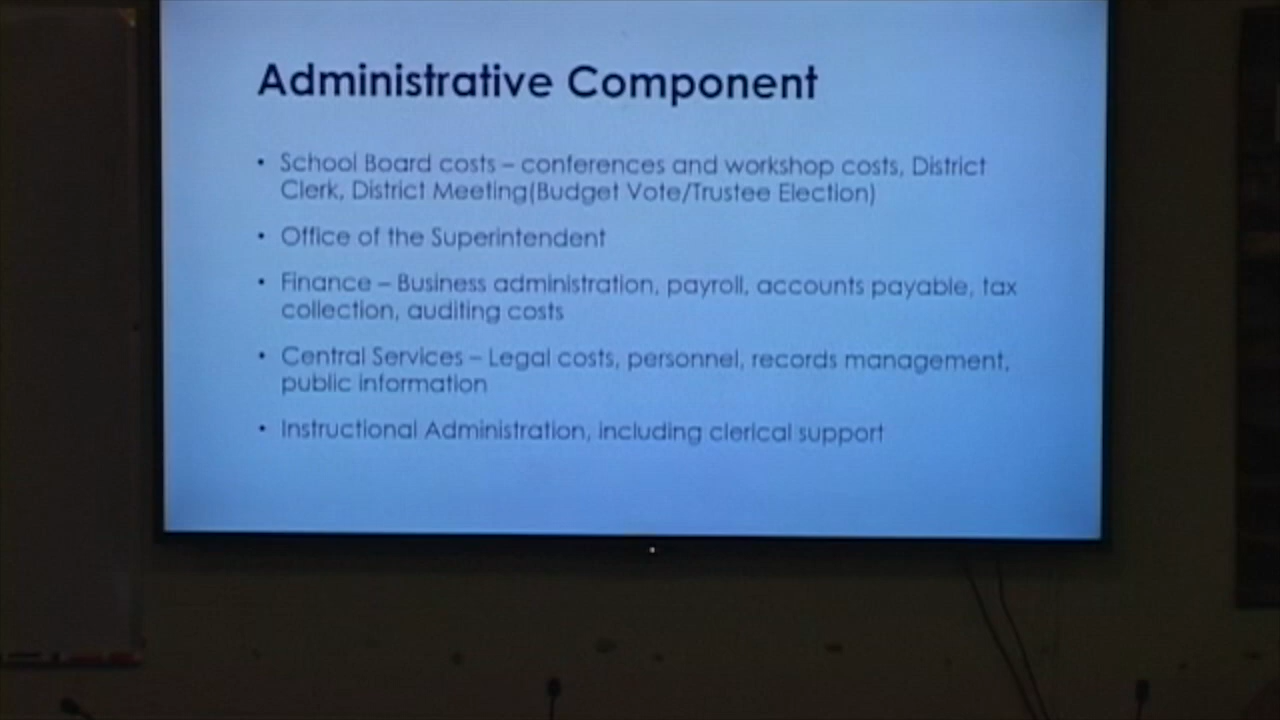 Administrative Component
• School Board costs – conferences and workshop costs, District
Clerk, District Meeting(Budget Vote/Trustee Election)
• Office of the Superintendent
• Finance – Business administration, payroll, accounts payable, tax
collection, auditing costs
• Central Services – Legal costs, personnel, records management,
public information
• Instructional Administration, including clerical support